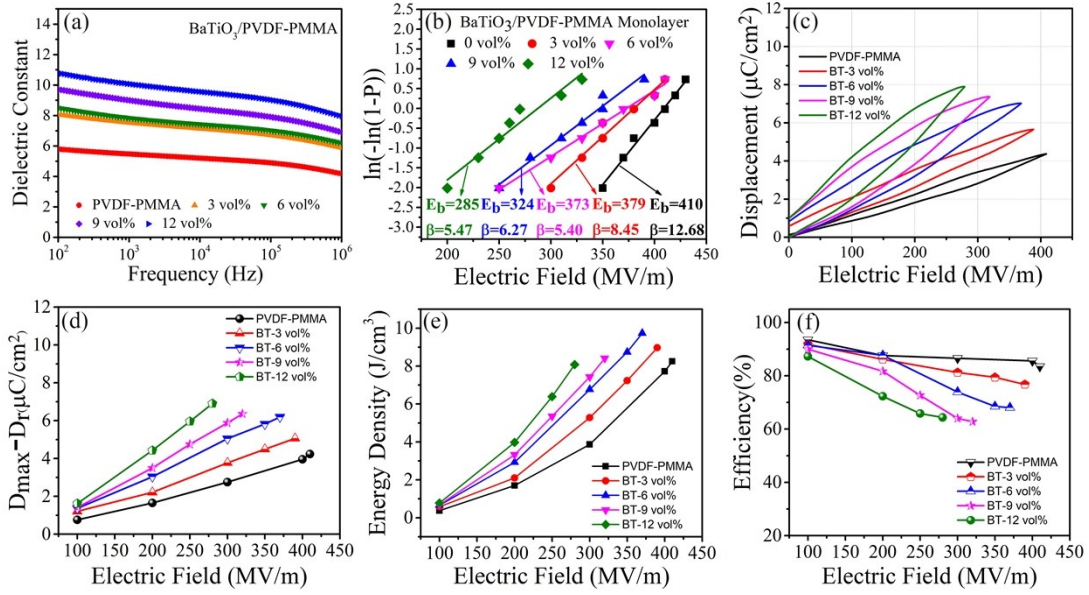 (a)
BaTiO3/PVDF-PMMA
Dielectric Constant
14
12
10
8
6
4
2
0
PVDF-PMMA
3 vol%
6 vol%
9 vol%
12 vol%
10^2
10^3
10^4
10^5
10^6
Frequency (Hz)
(b)
BaTiO3/PVDF-PMMA Monolayer
0 vol%
3 vol%
6 vol%
9 vol%
12 vol%
ln(-ln(1-P))
2.5
2.0
1.5
1.0
0.5
0.0
-0.5
-1.0
-1.5
-2.0
-2.5
-3.0
Eb=285
Eb=324
Eb=373
Eb=379
Eb=410
β=5.47
β=6.27
β=5.40
β=8.45
β=12.68
200
250
300
350
400
450
Electric Field (MV/m)
(c)
Displacement (μC/cm2)
12
8
4
0
PVDF-PMMA
BT-3 vol%
BT-6 vol%
BT-9 vol%
BT-12 vol%
0
100
200
300
400
Elelctric Field (MV/m)
(d)
Dmax-Dr(μC/cm2)
12
10
8
6
4
2
0
PVDF-PMMA
BT-3 vol%
BT-6 vol%
BT-9 vol%
BT-12 vol%
100
150
200
250
300
350
400
450
Electric Field (MV/m)
(e)
Energy Density (J/cm3)
10
8
6
4
2
0
PVDF-PMMA
BT-3 vol%
BT-6 vol%
BT-9 vol%
BT-12 vol%
100
150
200
250
300
350
400
450
Electric Field (MV/m)
(f)
Efficiency(%)
100
80
60
40
20
PVDF-PMMA
BT-3 vol%
BT-6 vol%
BT-9 vol%
BT-12 vol%
100
150
200
250
300
350
400
450
Electric Field (MV/m)